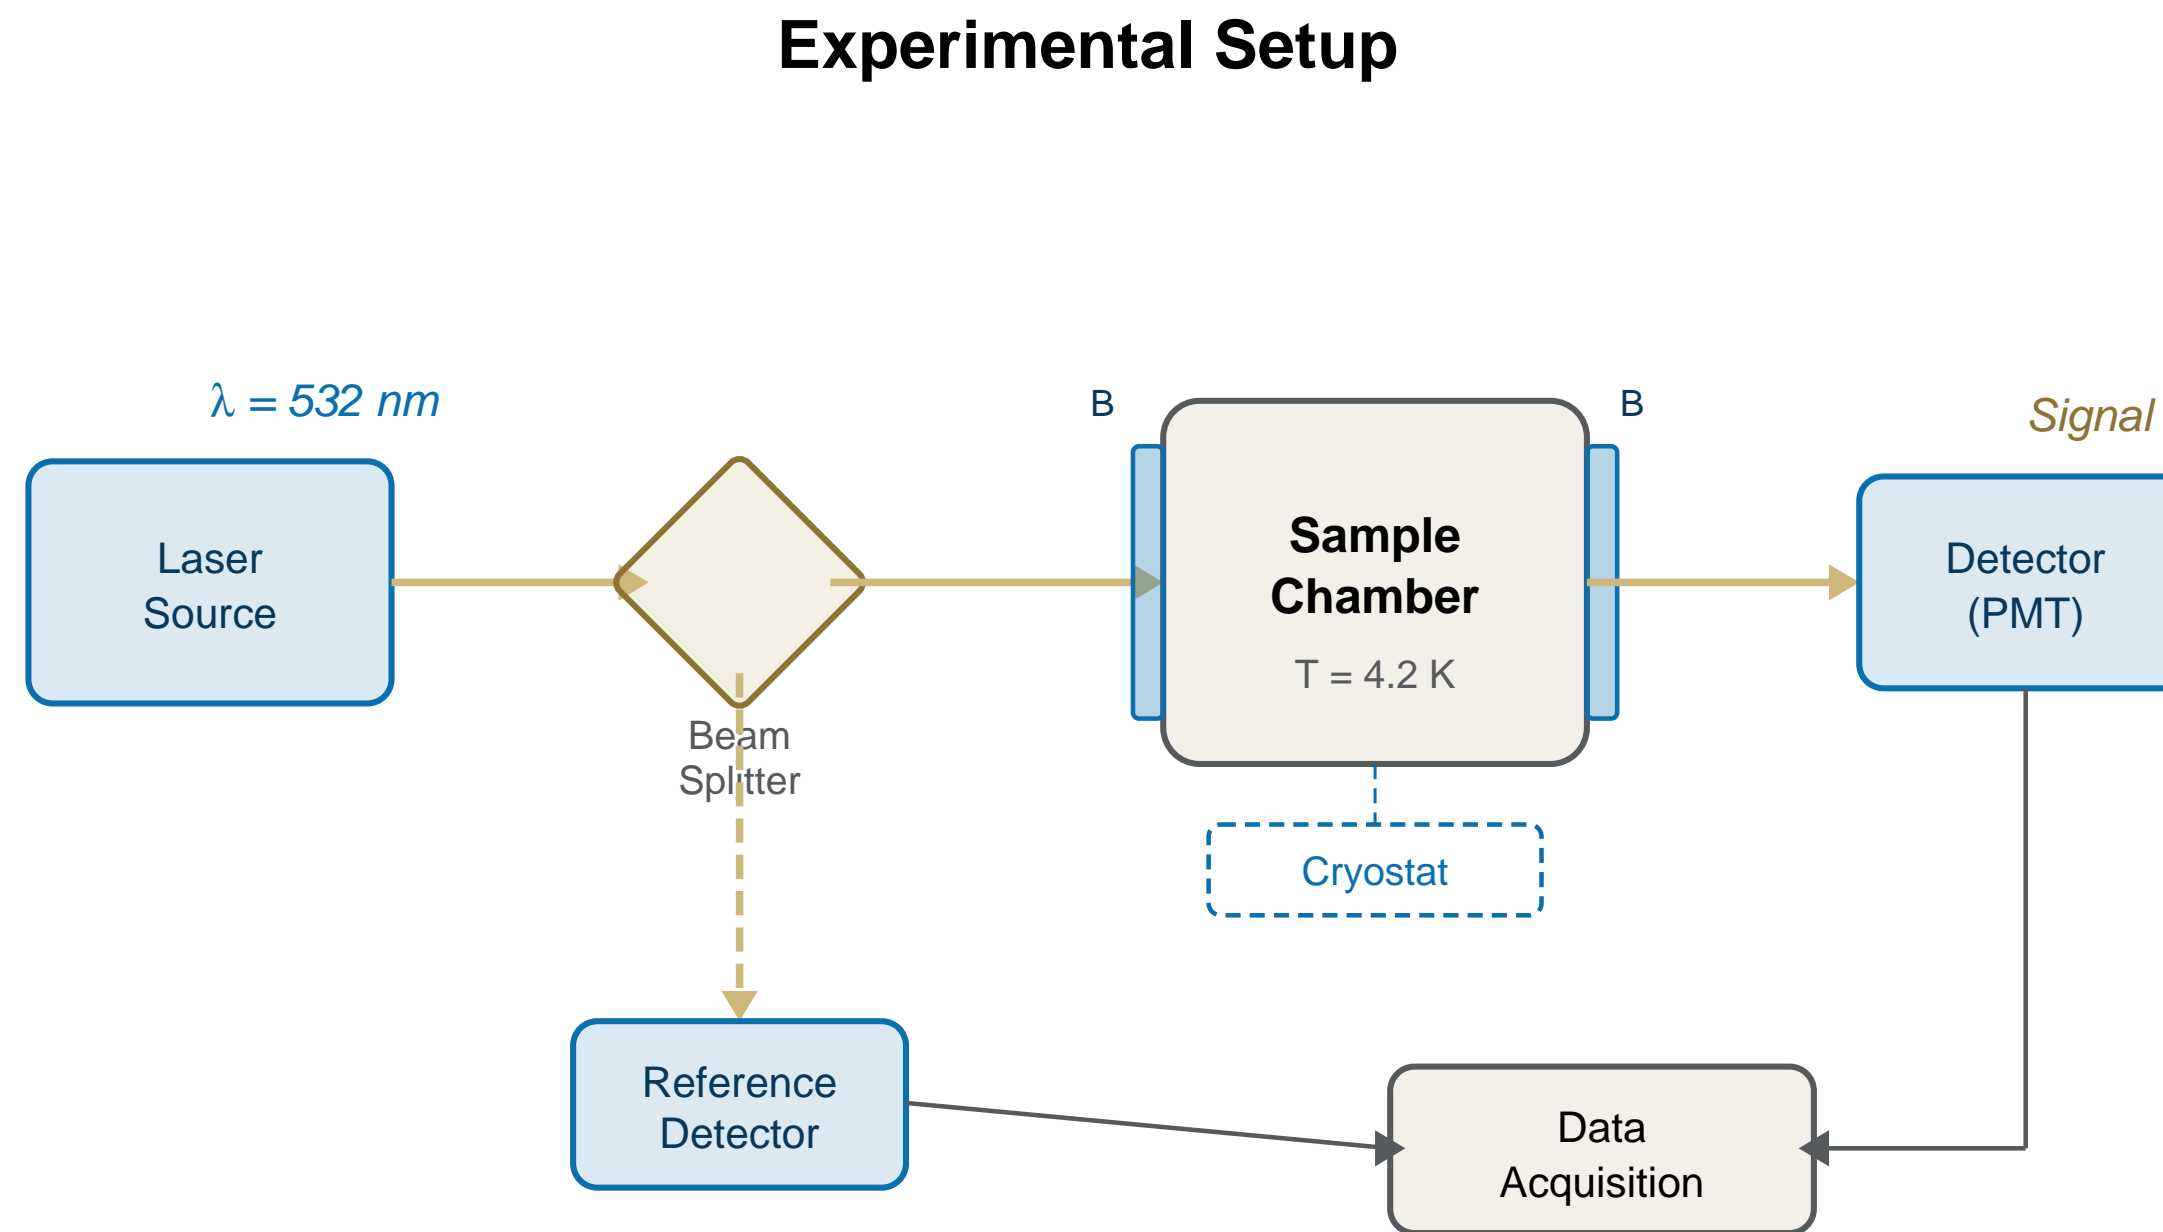 Experimental Setup
λ = 532 nm
B
B
Signal
Laser
Source
Sample
Chamber
T = 4.2 K
Detector
(PMT)
Beam
Splitter
Cryostat
Reference
Detector
Data
Acquisition